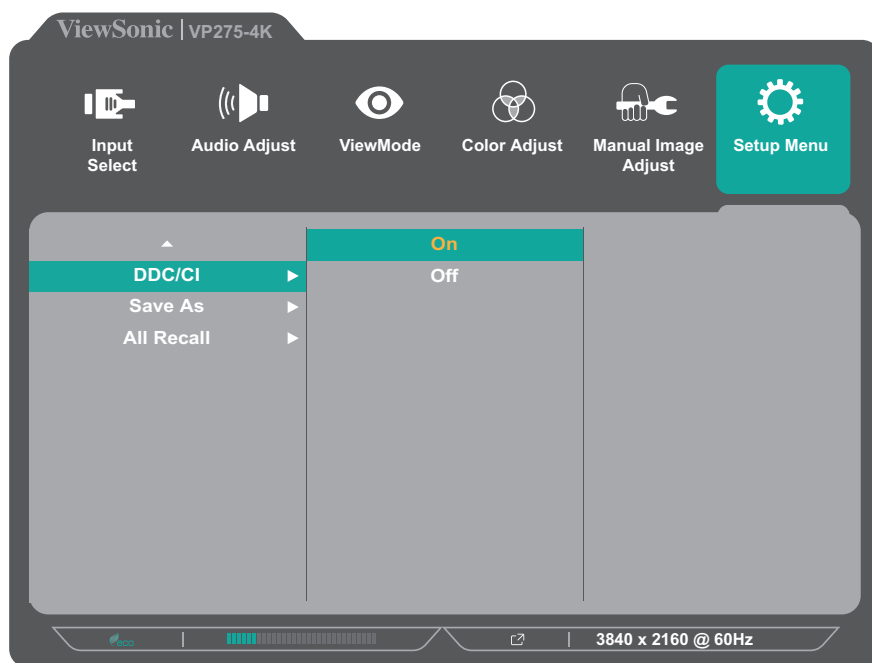 ViewSonic | VP275-4K
Input
Select
Audio Adjust
ViewMode
Color Adjust
Manual Image
Adjust
Setup Menu
DDC/CI
Save As
All Recall
On
Off
eco
3840 x 2160 @ 60Hz